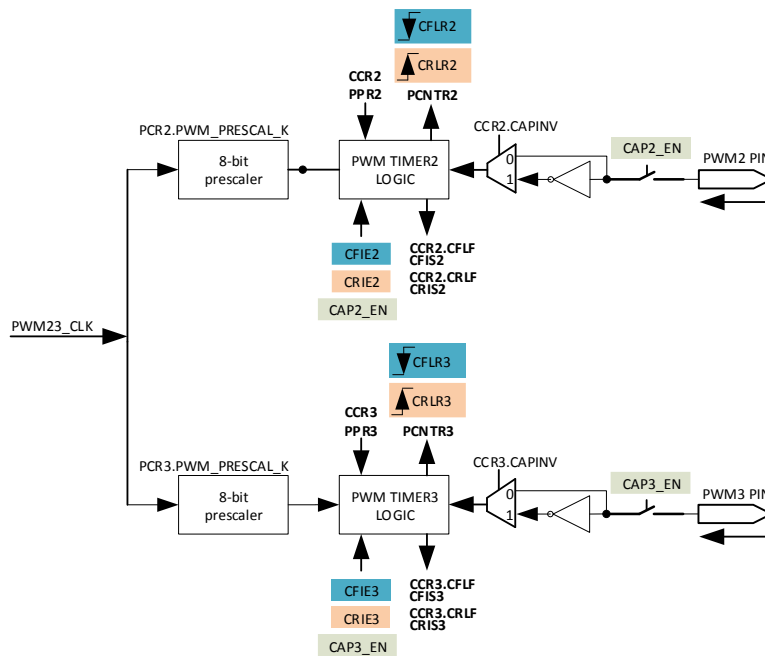 CFLR2
CRLR2
CCR2
PPR2
PCNTR2
PCR2.PWM_PRESCAL_K
CCR2.CAPINV
CAP2_EN
PWM2 PIN
8-bit
prescaler
PWM TIMER2
LOGIC
0
1
CFIE2
CRIE2
CAP2_EN
CCR2.CFLF
CFIS2
CCR2.CRLF
CRIS2
PWM23_CLK
CFLR3
CRLR3
CCR3
PPR3
PCNTR3
PCR3.PWM_PRESCAL_K
CCR3.CAPINV
CAP3_EN
PWM3 PIN
8-bit
prescaler
PWM TIMER3
LOGIC
0
1
CFIE3
CRIE3
CAP3_EN
CCR3.CFLF
CFIS3
CCR3.CRLF
CRIS3